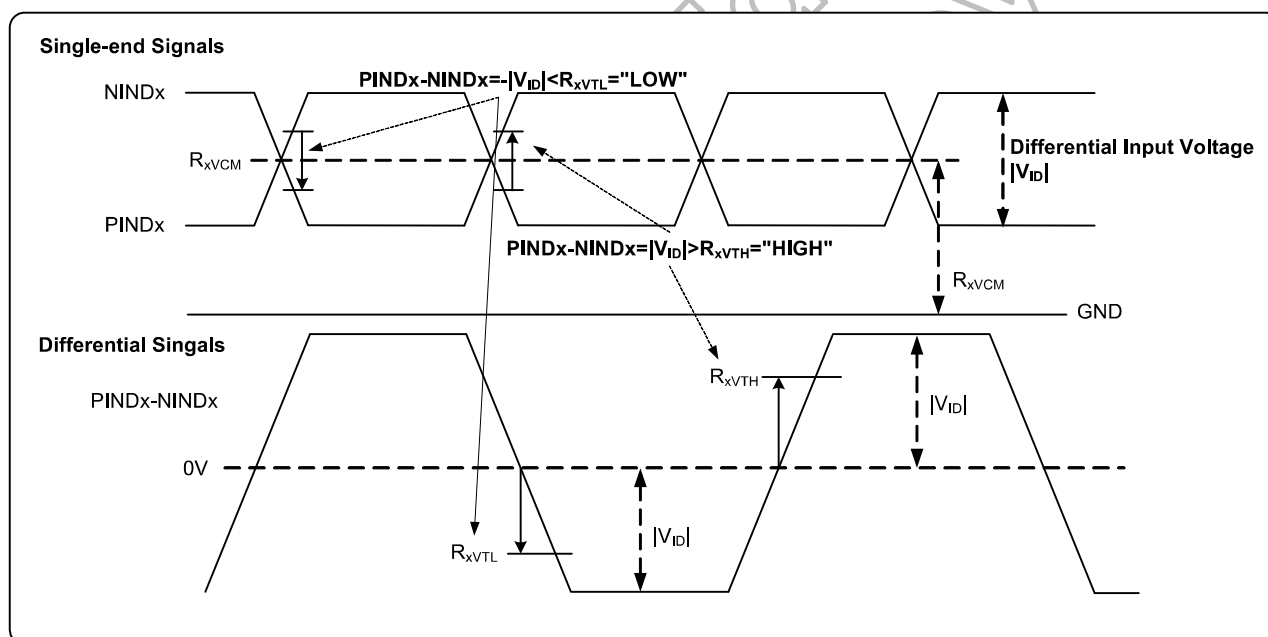 Single-end Signals
NINDx
PINDx-NINDx=-|VID|<RxVTL="LOW"
Differential Input Voltage
|VID|
RxVCM
PINDx
PINDx-NINDx=|VID|>RxVTH="HIGH"
RxVCM
GND
Differential Singals
RxVTH
PINDx-NINDx
|VID|
0V
|VID|
RxVTL